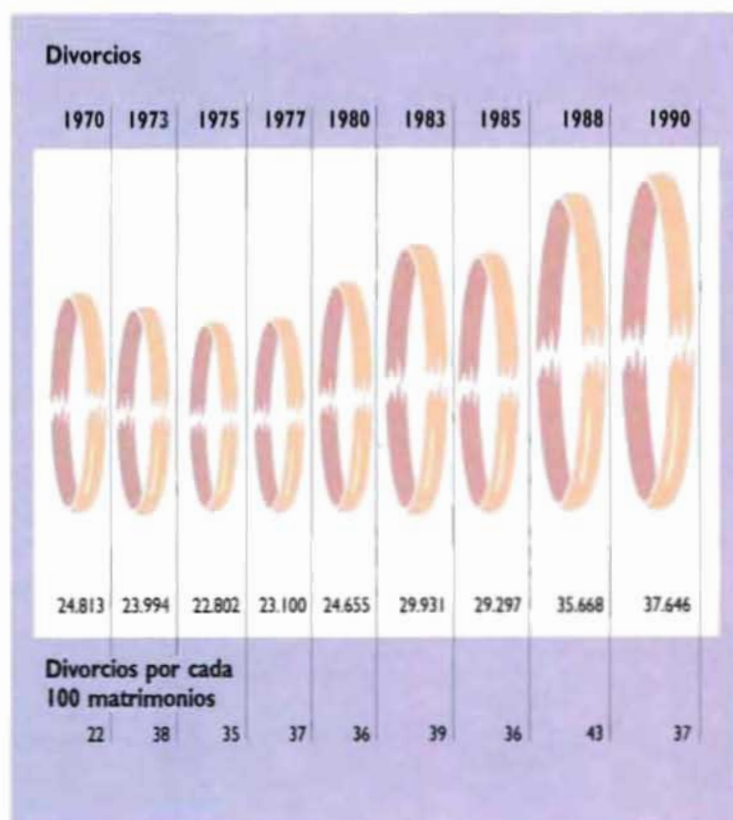 Divorcios
1970 1973 1975 1977 1980 1983 1985 1988 1990
24.813 23.994 22.802 23.100 24.655 29.931 29.297 35.668 37.646
Divorcios por cada
100 matrimonios
22 38 35 37 36 39 36 43 37